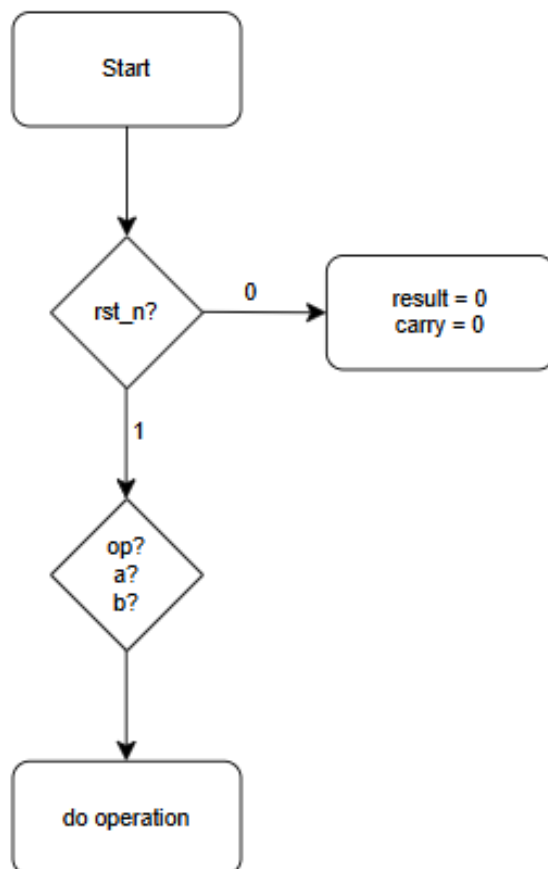 Start
rst_n?
0
result = 0
carry = 0
1
op?
a?
b?
do operation